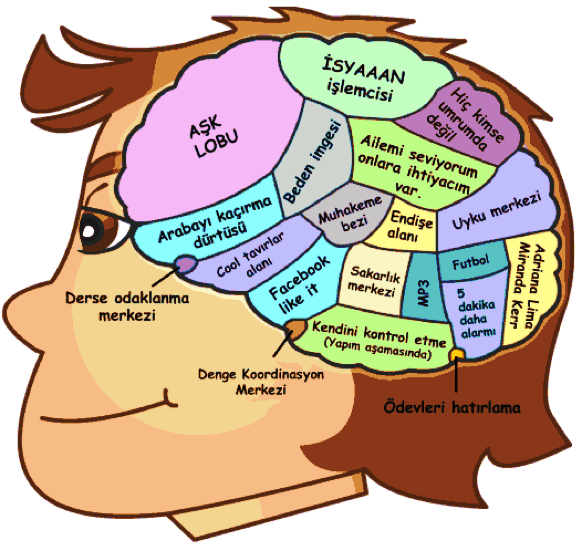 İSYAAAN
işlemcisi
Hiç kimse
umrumda
değil
AŞK
LOBU
Beden imgesi
Ailemi seviyorum
onlara ihtiyacım
var.
Uyku merkezi
Arabayı kaçırma
dürtüsü
Muhakeme
bezi
Endişe
alanı
Cool tavırlar
alanı
Facebook
like it
Sakarlık
merkezi
MP3
Futbol
5
dakika
daha
alarmı
Adriana Lima
Miranda Kerr
Derse odaklanma
merkezi
Kendini kontrol etme
(Yapım aşamasında)
Denge Koordinasyon
Merkezi
Ödevleri hatırlama